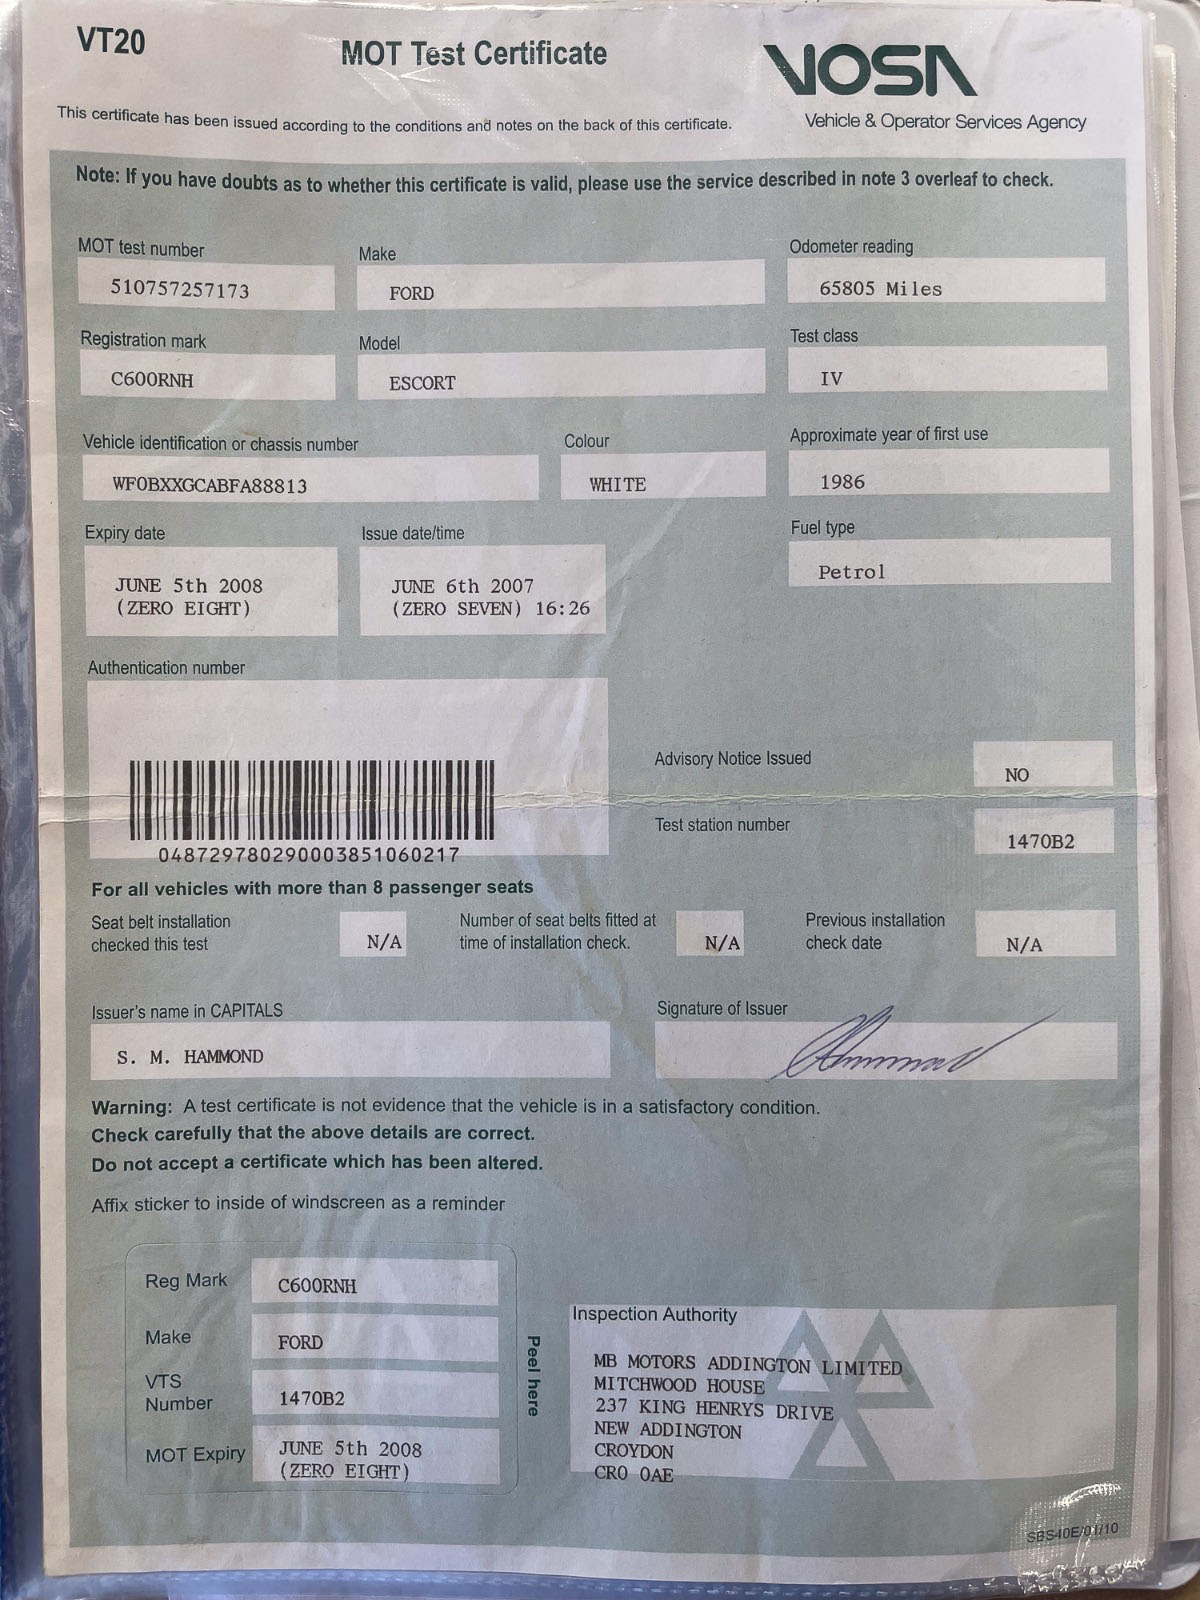 VT20
MOT Test Certificate
VOSA
Vehicle & Operator Services Agency
This certificate has been issued according to the conditions and notes on the back of this certificate.
Note: If you have doubts as to whether this certificate is valid, please use the service described in note 3 overleaf to check.
MOT test number
510757257173
Make
FORD
Odometer reading
65805 Miles
Registration mark
C600RNH
Model
ESCORT
Test class
IV
Vehicle identification or chassis number
WF0BXXGCABFA88813
Colour
WHITE
Approximate year of first use
1986
Expiry date
JUNE 5th 2008
(ZERO EIGHT)
Issue date/time
JUNE 6th 2007
(ZERO SEVEN) 16:26
Fuel type
Petrol
Authentication number
048729780290003851060217
Advisory Notice Issued
NO
Test station number
1470B2
For all vehicles with more than 8 passenger seats
Seat belt installation
checked this test
N/A
Number of seat belts fitted at
time of installation check.
N/A
Previous installation
check date
N/A
Issuer's name in CAPITALS
S. M. HAMMOND
Signature of Issuer
Warning: A test certificate is not evidence that the vehicle is in a satisfactory condition.
Check carefully that the above details are correct.
Do not accept a certificate which has been altered.
Affix sticker to inside of windscreen as a reminder
Reg Mark
C600RNH
Make
FORD
VTS
Number
1470B2
MOT Expiry
JUNE 5th 2008
(ZERO EIGHT)
Peel here
Inspection Authority
MB MOTORS ADDINGTON LIMITED
MITCHWOOD HOUSE
237 KING HENRYS DRIVE
NEW ADDINGTON
CROYDON
CR0 0AE
SBS40E/01/10